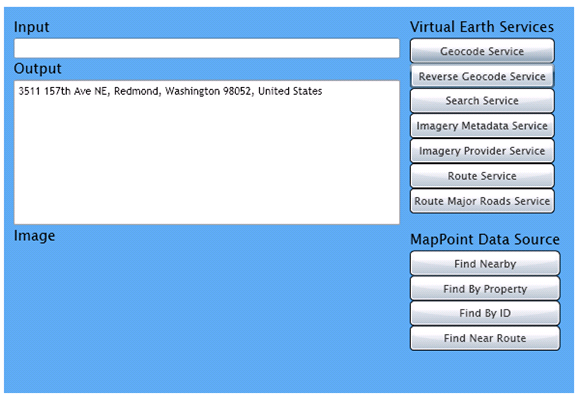 Input
Output
3511 157th Ave NE, Redmond, Washington 98052, United States
Image
Virtual Earth Services
Geocode Service
Reverse Geocode Service
Search Service
Imagery Metadata Service
Imagery Provider Service
Route Service
Route Major Roads Service
MapPoint Data Source
Find Nearby
Find By Property
Find By ID
Find Near Route